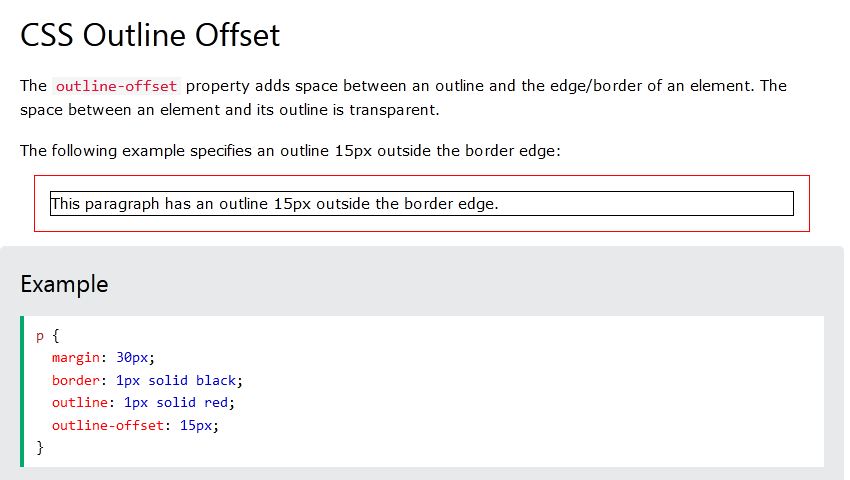 CSS Outline Offset
The outline-offset property adds space between an outline and the edge/border of an element. The
space between an element and its outline is transparent.
The following example specifies an outline 15px outside the border edge:
This paragraph has an outline 15px outside the border edge.
Example
p {
  margin: 30px;
  border: 1px solid black;
  outline: 1px solid red;
  outline-offset: 15px;
}